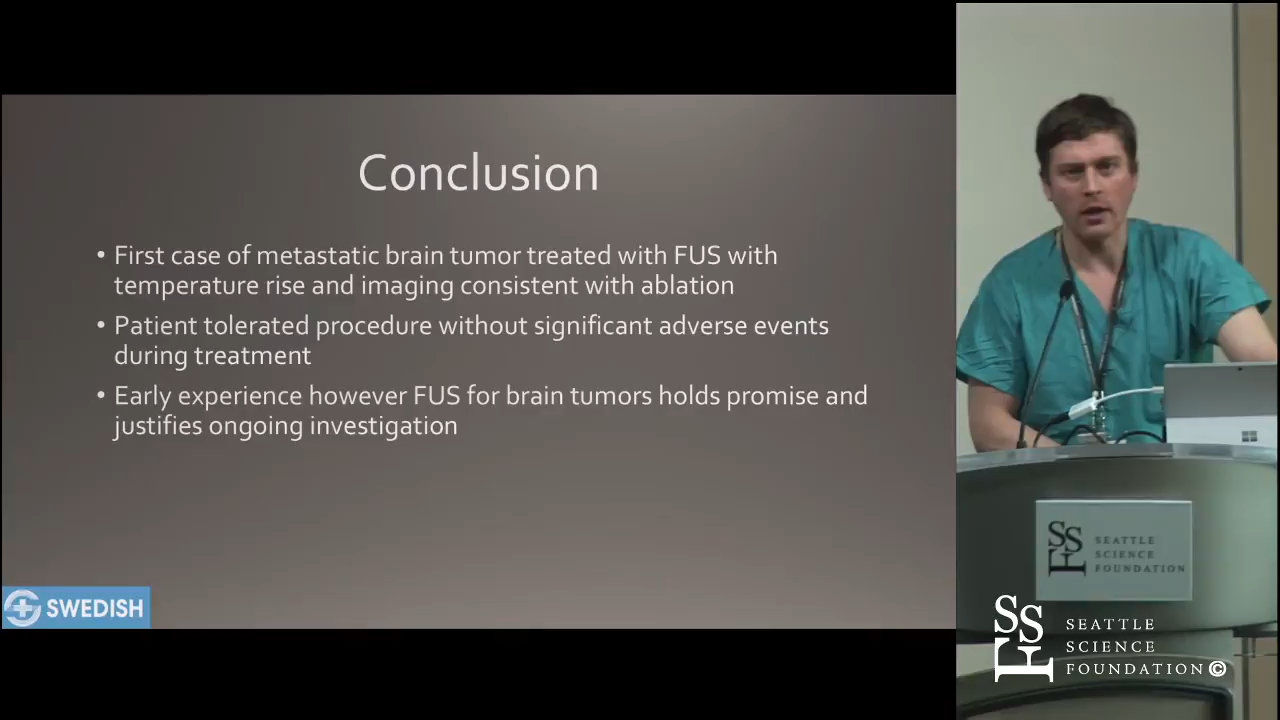 Conclusion
• First case of metastatic brain tumor treated with FUS with
temperature rise and imaging consistent with ablation
• Patient tolerated procedure without significant adverse events
during treatment
• Early experience however FUS for brain tumors holds promise and
justifies ongoing investigation
SWEDISH
SSF
SEATTLE
SCIENCE
FOUNDATION
SSF
SEATTLE
SCIENCE
FOUNDATION©